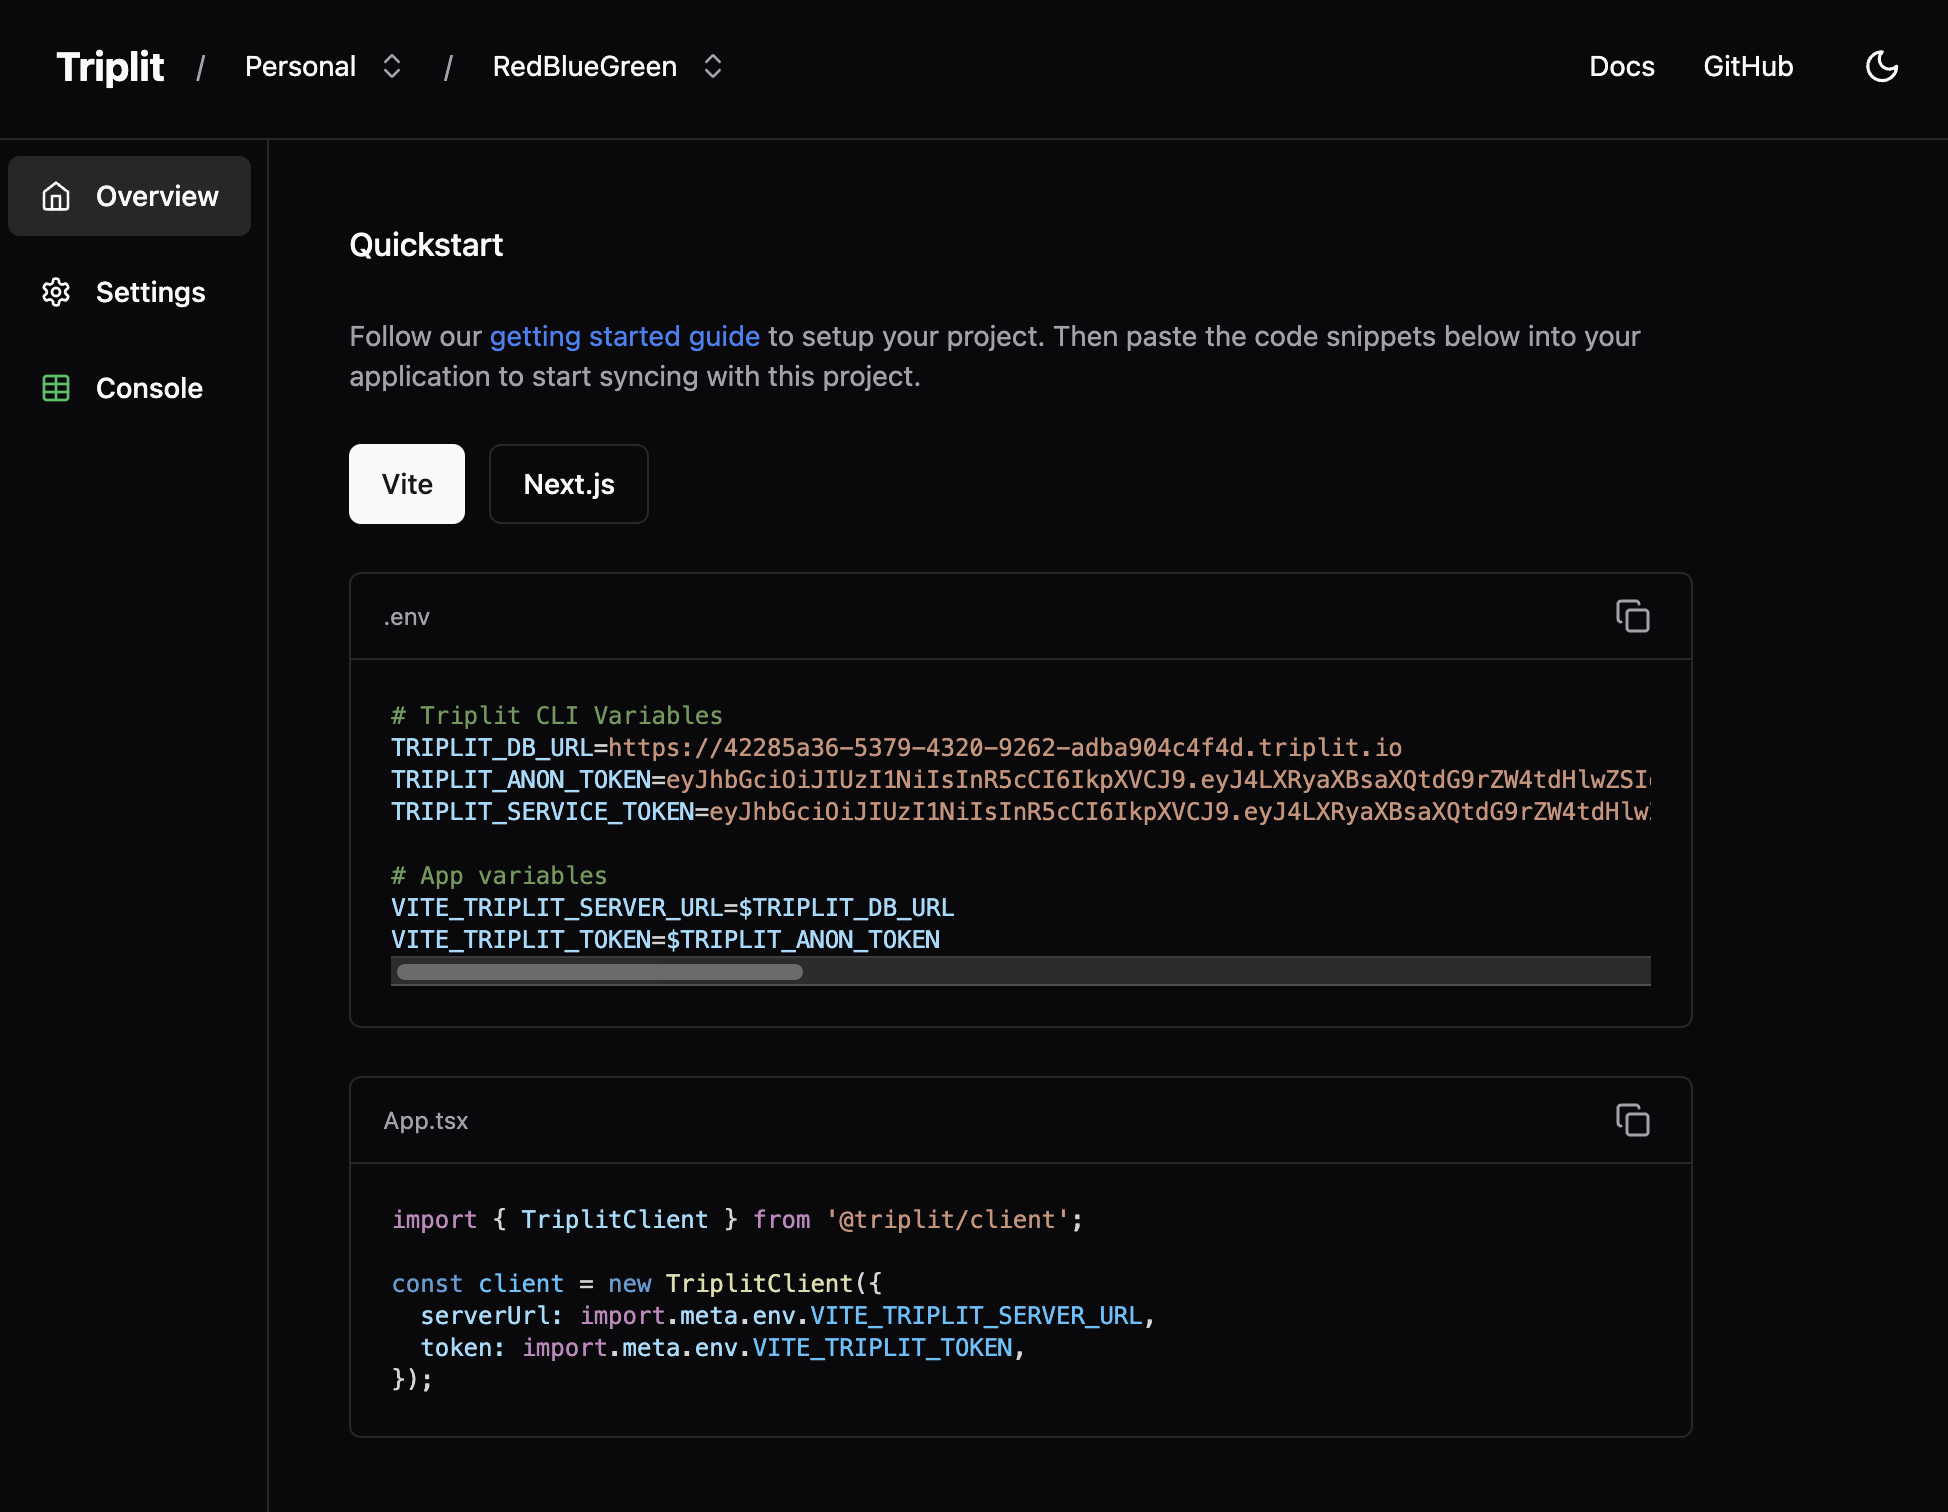 Triplit / Personal / RedBlueGreen Docs GitHub
Overview
Settings
Console
Quickstart
Follow our getting started guide to setup your project. Then paste the code snippets below into your
application to start syncing with this project.
Vite Next.js
.env
# Triplit CLI Variables
TRIPLIT_DB_URL=https://42285a36-5379-4320-9262-adba904c4f4d.triplit.io
TRIPLIT_ANON_TOKEN=eyJhbGciOiJIUzI1NiIsInR5cCI6IkpXVCJ9.eyJ4LXRyaXBsaXQtdG9rZW4tdHlwZSI
TRIPLIT_SERVICE_TOKEN=eyJhbGciOiJIUzI1NiIsInR5cCI6IkpXVCJ9.eyJ4LXRyaXBsaXQtdG9rZW4tdHlw
# App variables
VITE_TRIPLIT_SERVER_URL=$TRIPLIT_DB_URL
VITE_TRIPLIT_TOKEN=$TRIPLIT_ANON_TOKEN
App.tsx
import { TriplitClient } from '@triplit/client';
const client = new TriplitClient({
  serverUrl: import.meta.env.VITE_TRIPLIT_SERVER_URL,
  token: import.meta.env.VITE_TRIPLIT_TOKEN,
});